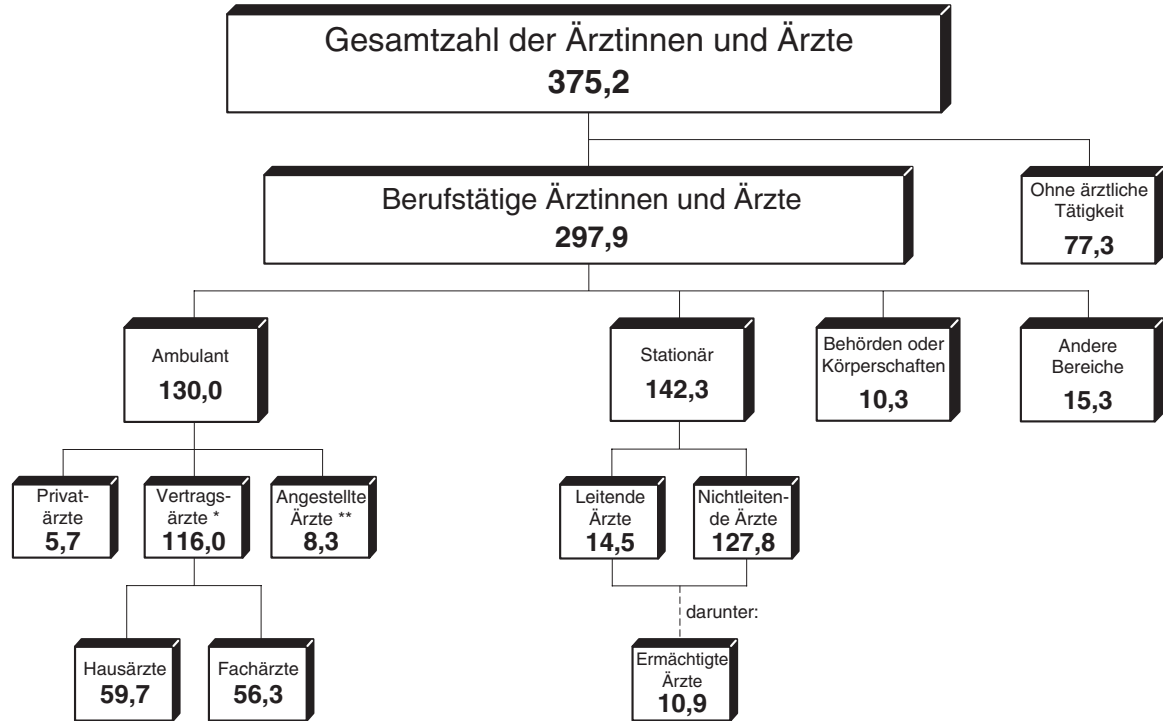 Gesamtzahl der Ärztinnen und Ärzte
375,2
Berufstätige Ärztinnen und Ärzte
297,9
Ohne ärztliche
Tätigkeit
77,3
Ambulant
130,0
Stationär
142,3
Behörden oder
Körperschaften
10,3
Andere
Bereiche
15,3
Privat-
ärzte
5,7
Vertrags-
ärzte *
116,0
Angestellte
Ärzte **
8,3
Leitende
Ärzte
14,5
Nichtleiten-
de Ärzte
127,8
darunter:
Hausärzte
59,7
Fachärzte
56,3
Ermächtigte
Ärzte
10,9